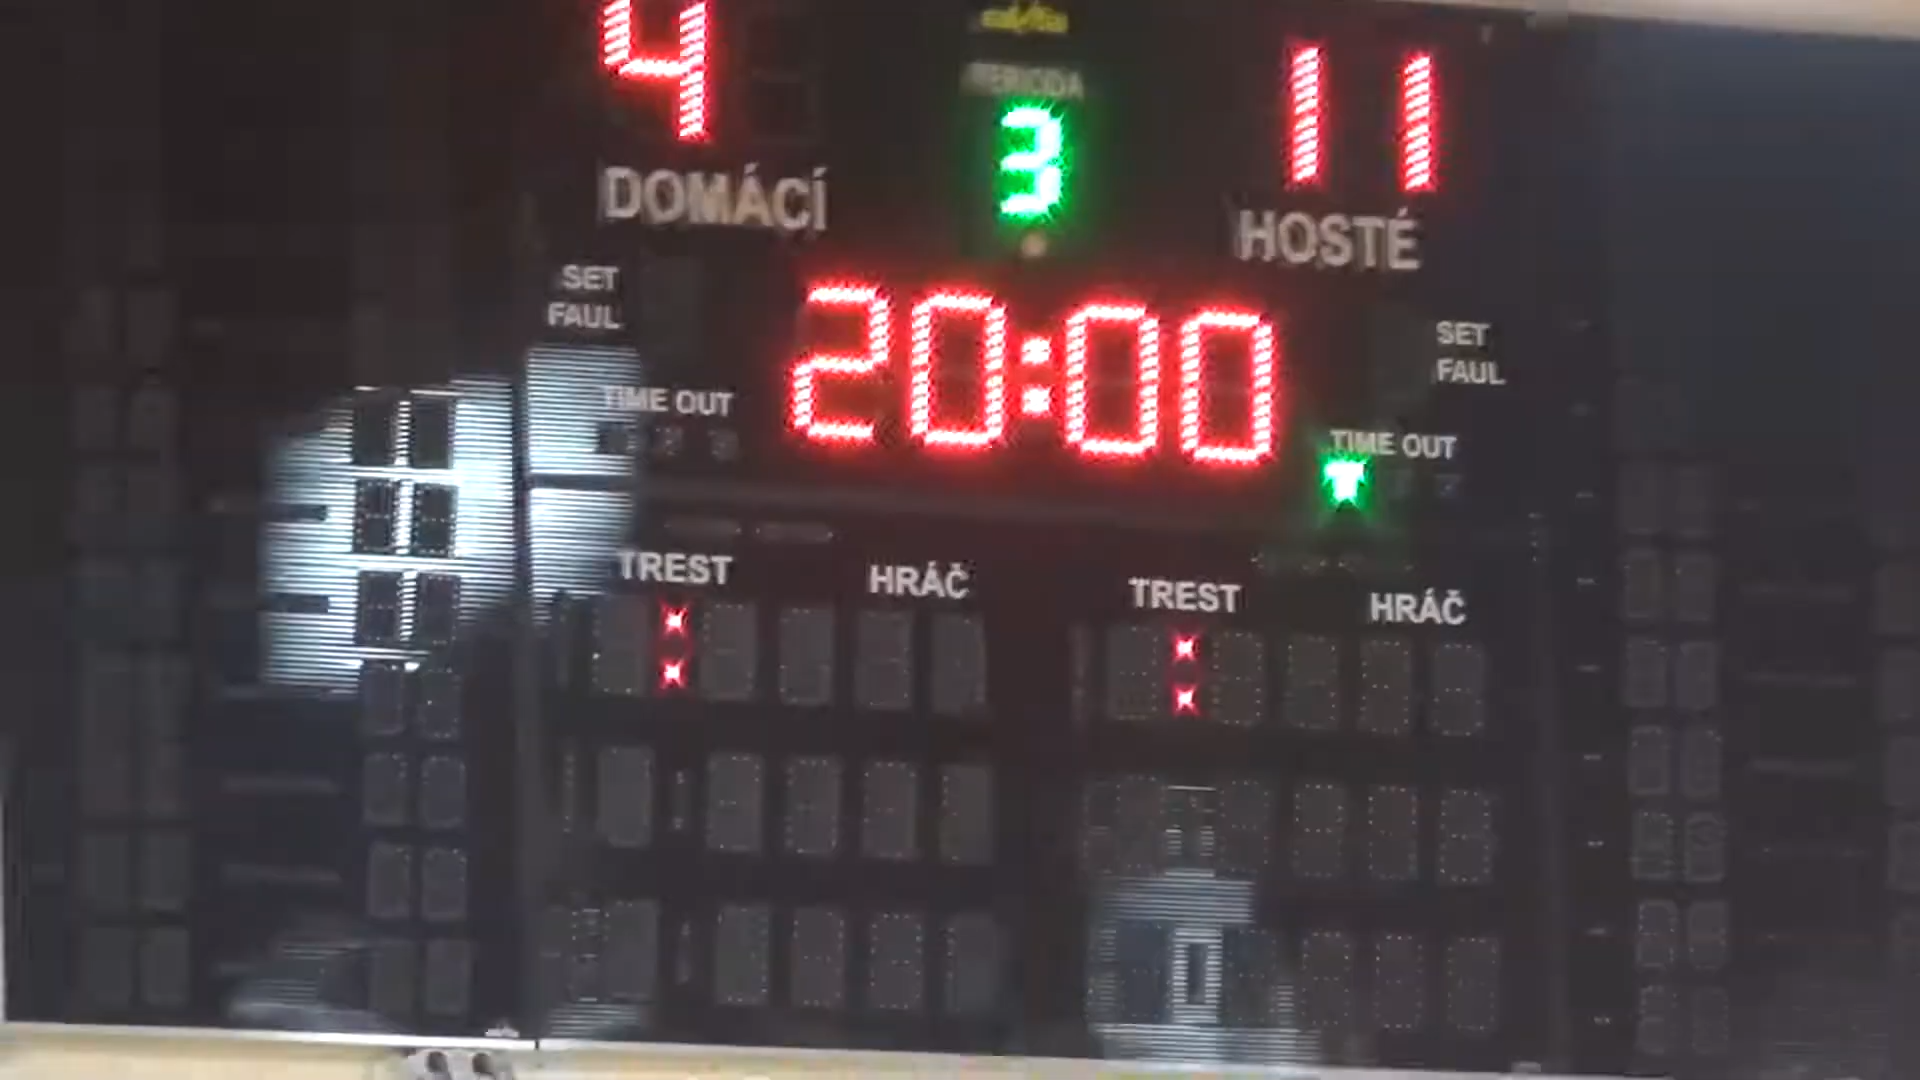 4 11
PERIODA
3
DOMÁCÍ HOSTÉ
SET
FAUL
20:00
SET
FAUL
TIME OUT TIME OUT
TREST HRÁČ TREST HRÁČ
: :